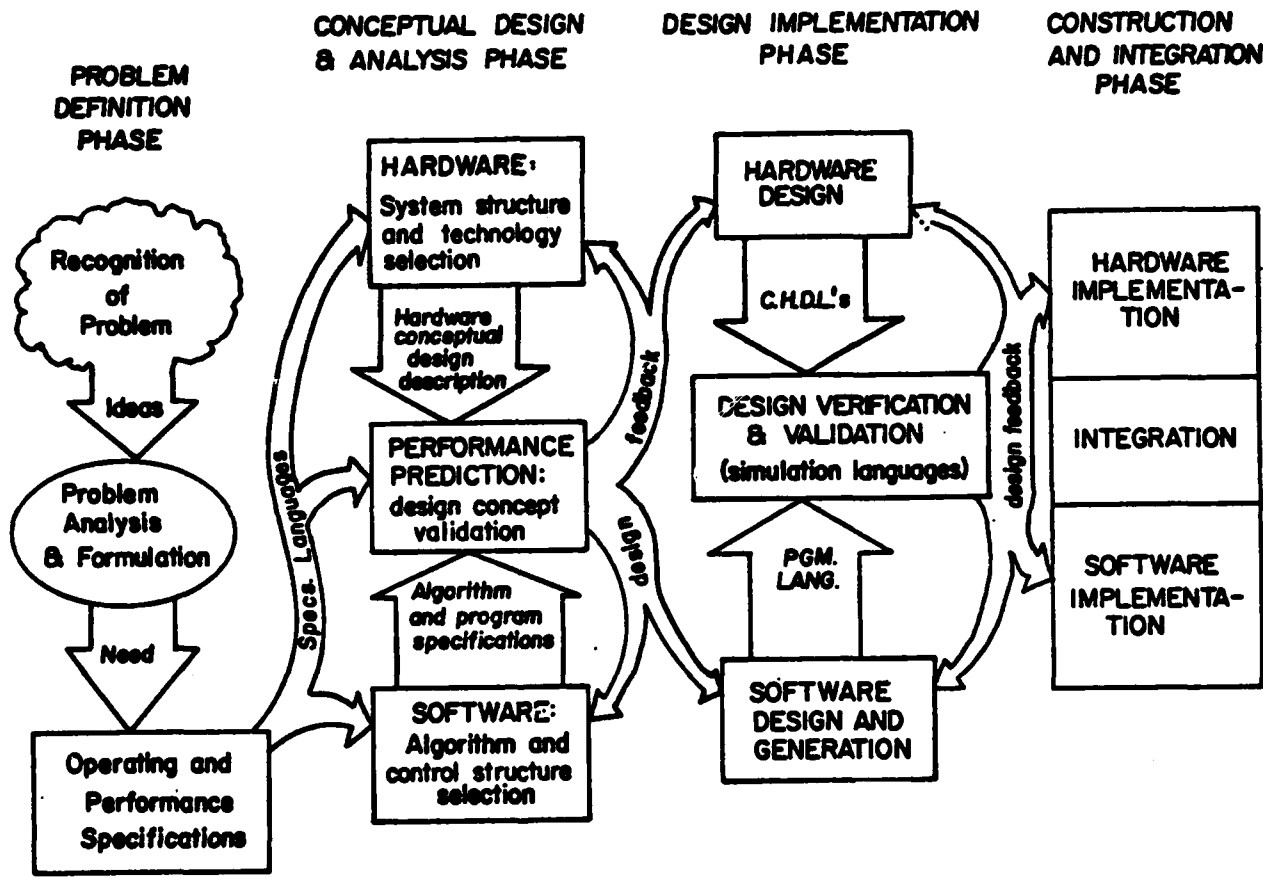 PROBLEM
DEFINITION
PHASE
Recognition
of
Problem
Ideas
Problem
Analysis
& Formulation
Need
Operating and
Performance
Specifications
Specs. Languages
CONCEPTUAL DESIGN
& ANALYSIS PHASE
HARDWARE:
System structure
and technology
selection
Hardware
conceptual
design
description
PERFORMANCE
PREDICTION:
design concept
validation
Algorithm
and program
specifications
SOFTWARE:
Algorithm and
control structure
selection
feedback
design
DESIGN IMPLEMENTATION
PHASE
HARDWARE
DESIGN
C.H.D.L.'s
DESIGN VERIFICATION
& VALIDATION
(simulation languages)
PGM.
LANG.
SOFTWARE
DESIGN AND
GENERATION
design feedback
CONSTRUCTION
AND INTEGRATION
PHASE
HARDWARE
IMPLEMENTA-
TION
INTEGRATION
SOFTWARE
IMPLEMENTA-
TION